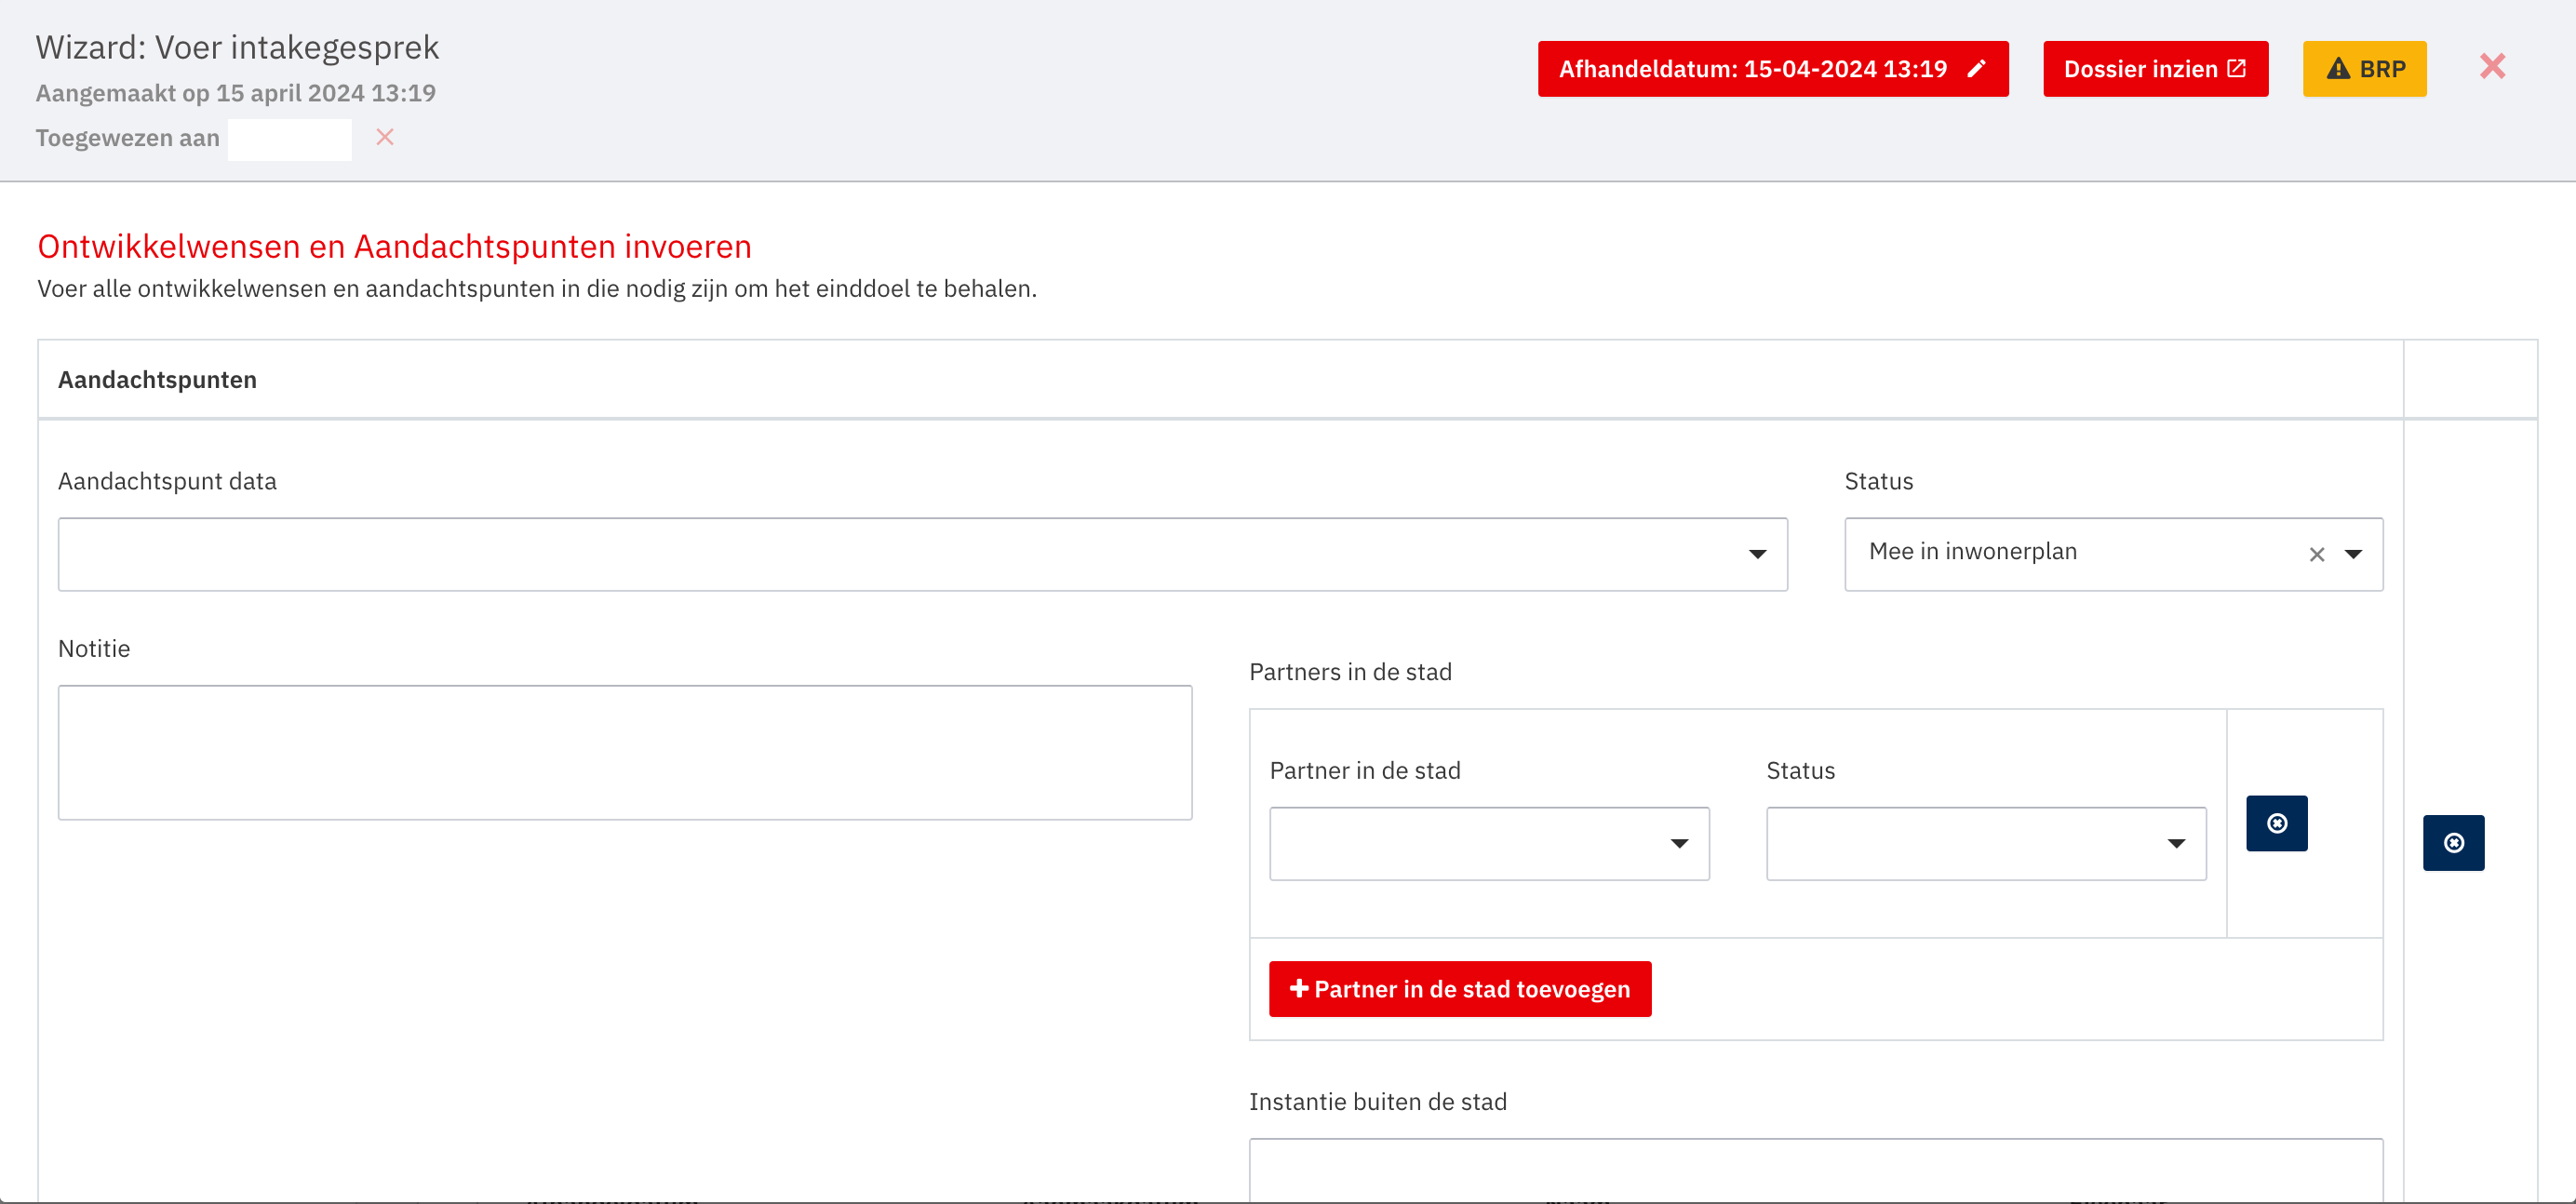 Wizard: Voer intakegesprek
Aangemaakt op 15 april 2024 13:19
Toegewezen aan
Afhandeldatum: 15-04-2024 13:19
Dossier inzien
BRP
Ontwikkelwensen en Aandachtspunten invoeren
Voer alle ontwikkelwensen en aandachtspunten in die nodig zijn om het einddoel te behalen.
Aandachtspunten
Aandachtspunt data
Status
Mee in inwonerplan
Notitie
Partners in de stad
Partner in de stad
Status
Partner in de stad toevoegen
Instantie buiten de stad